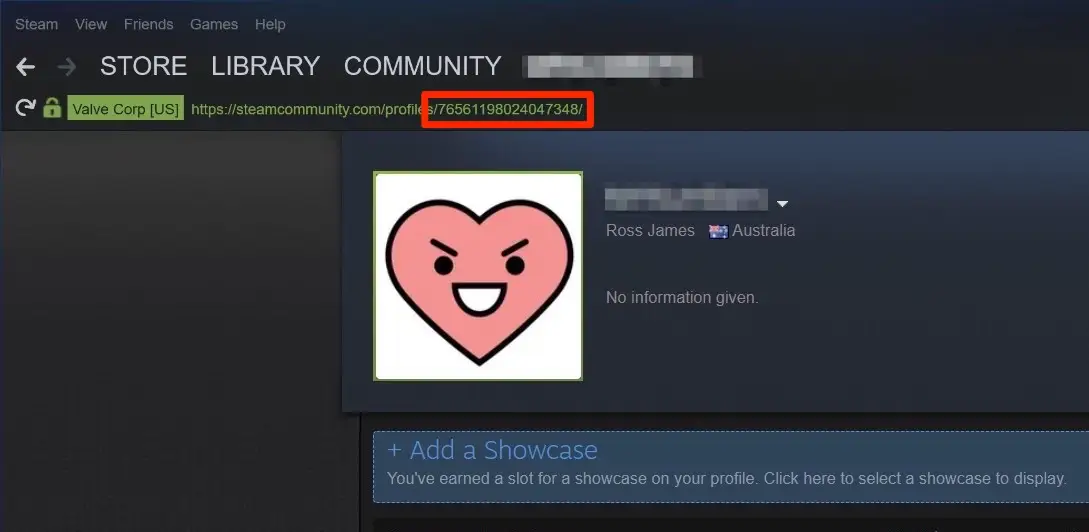 Steam View Friends Games Help
STORE LIBRARY COMMUNITY
Valve Corp [US] https://steamcommunity.com/profiles/76561198024047348/
Ross James Australia
No information given.
+ Add a Showcase
You've earned a slot for a showcase on your profile. Click here to select a showcase to display.